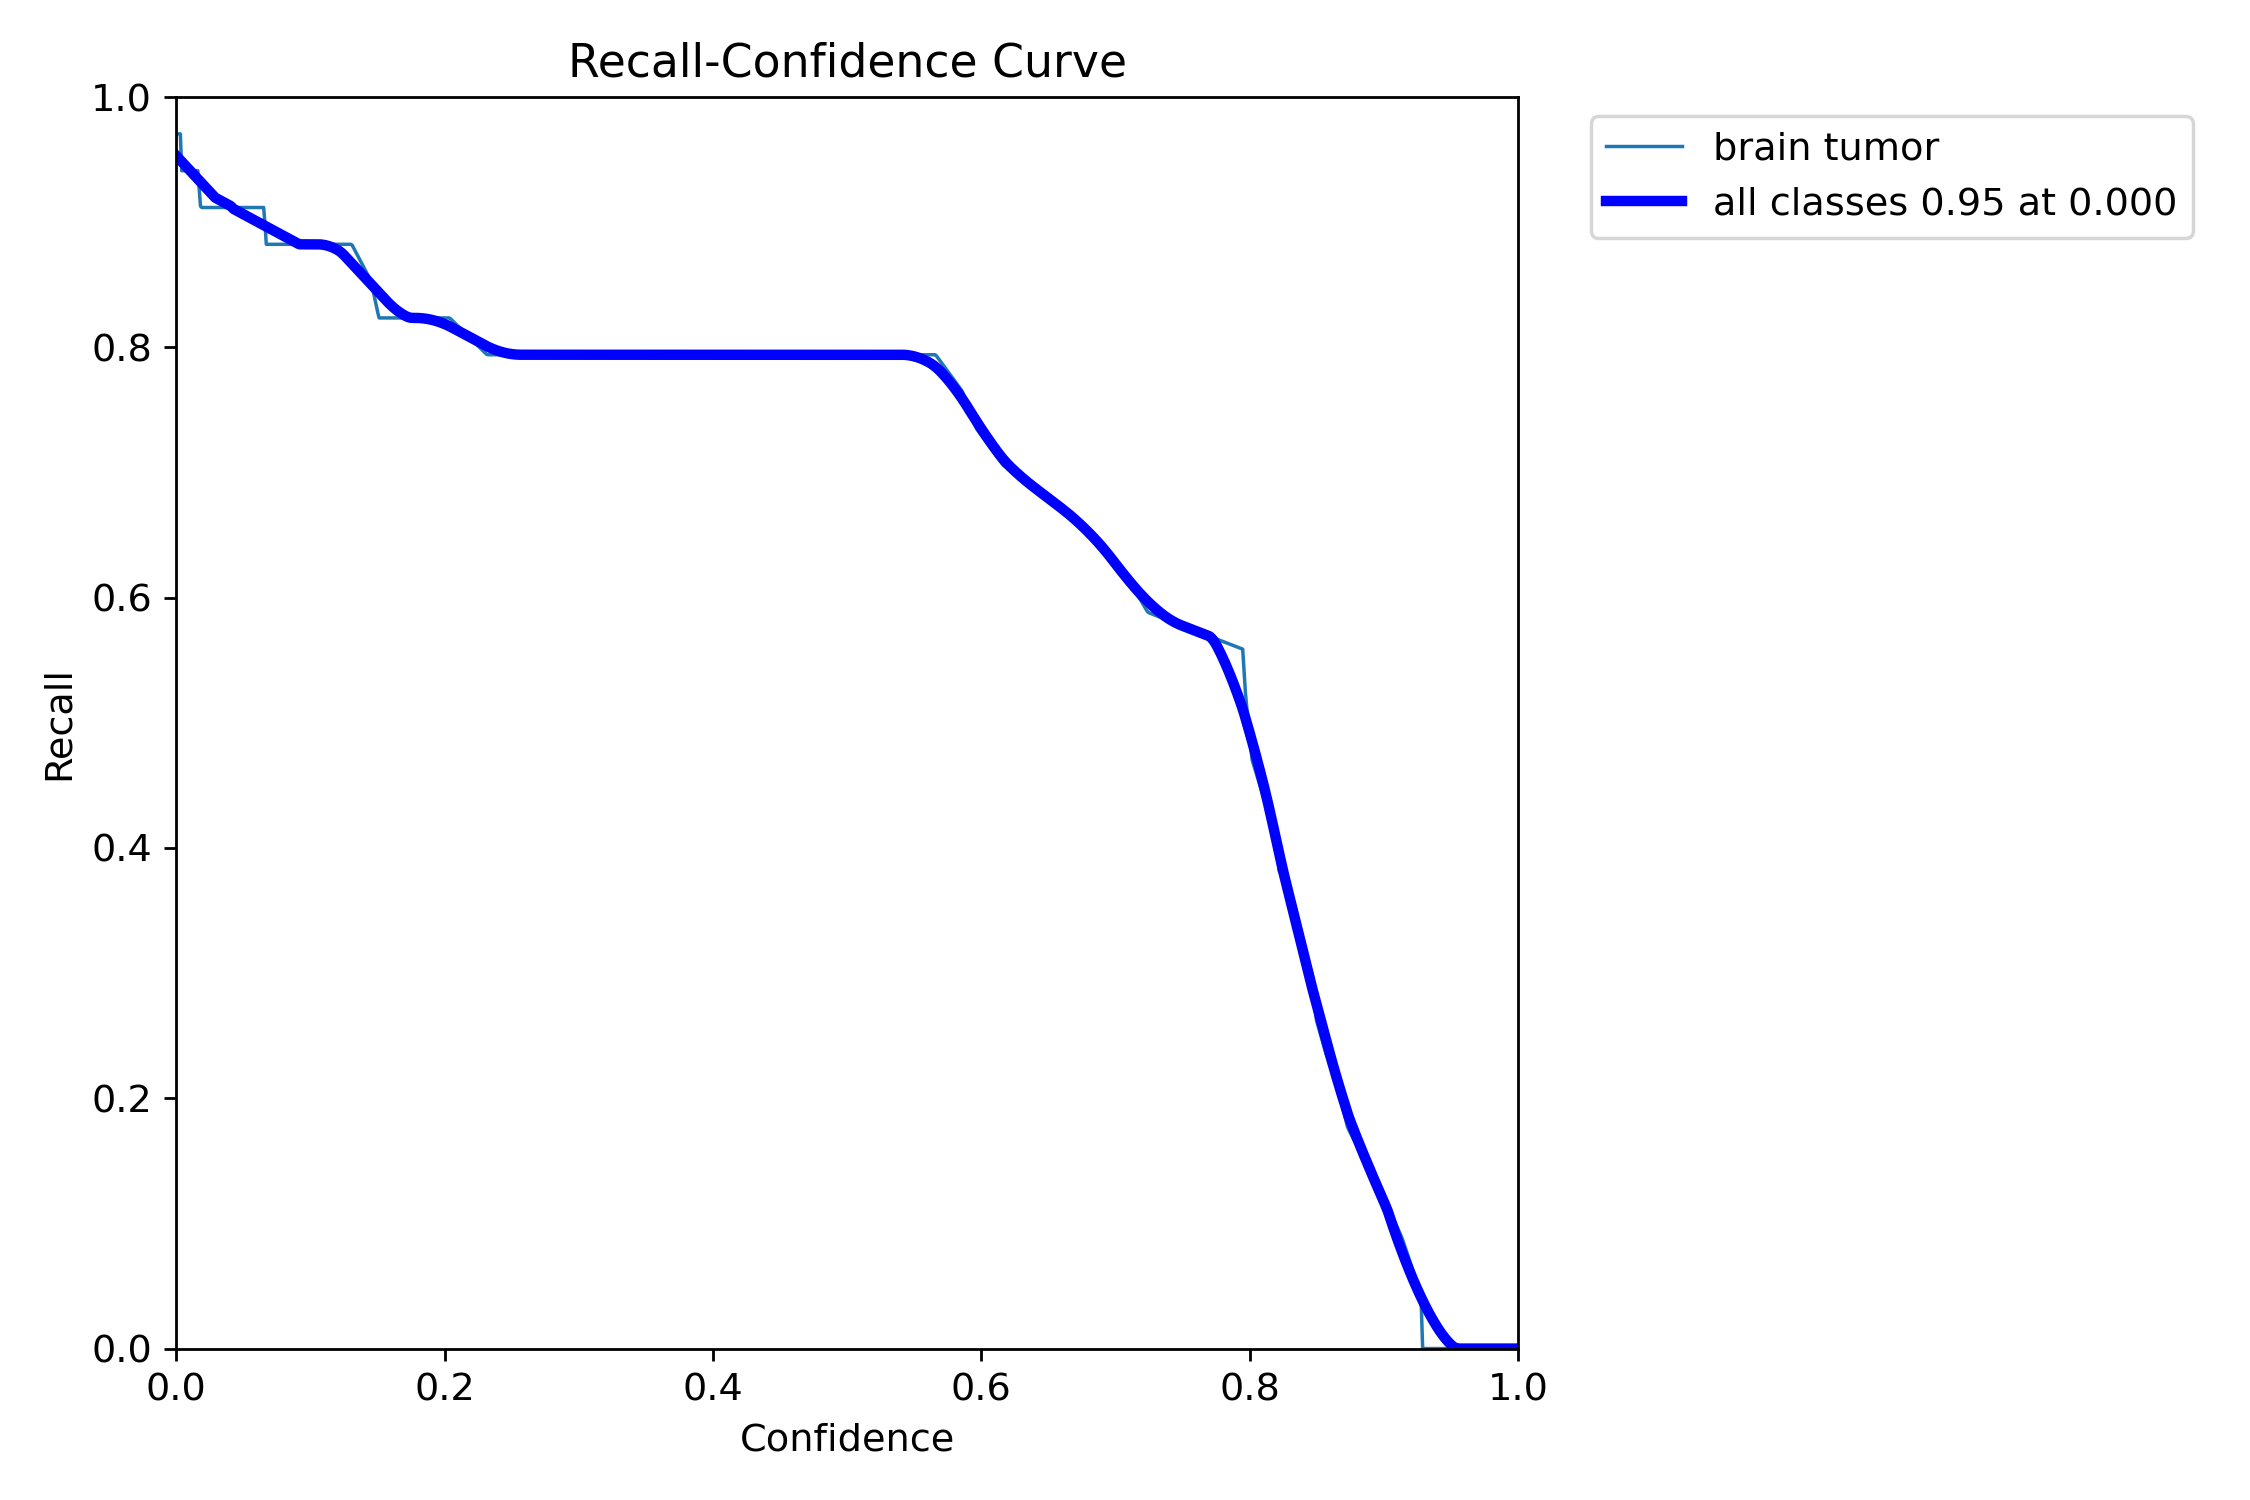 Recall-Confidence Curve
1.0
0.8
0.6
0.4
0.2
0.0
Recall
0.0 0.2 0.4 0.6 0.8 1.0
Confidence
brain tumor
all classes 0.95 at 0.000